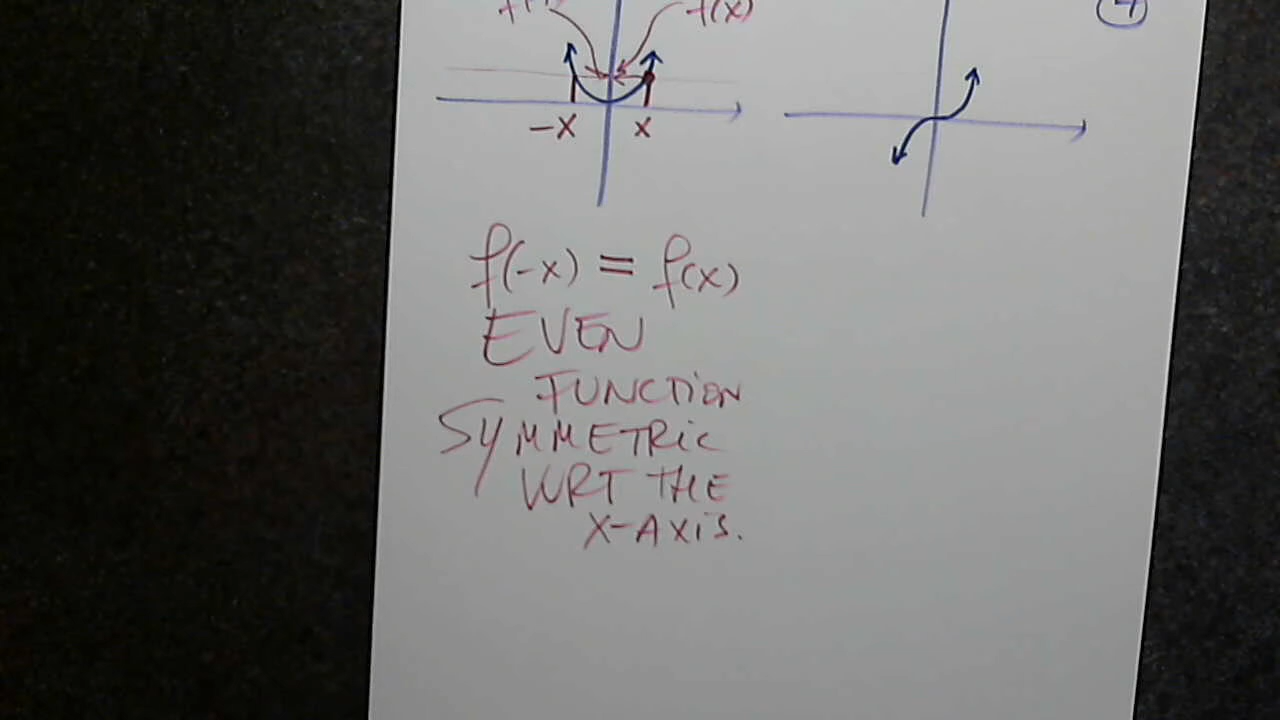 f(x)
-x x
4
f(-x) = f(x)
EVEN
FUNCTION
SYMMETRIC
WRT THE
X-AXIS.